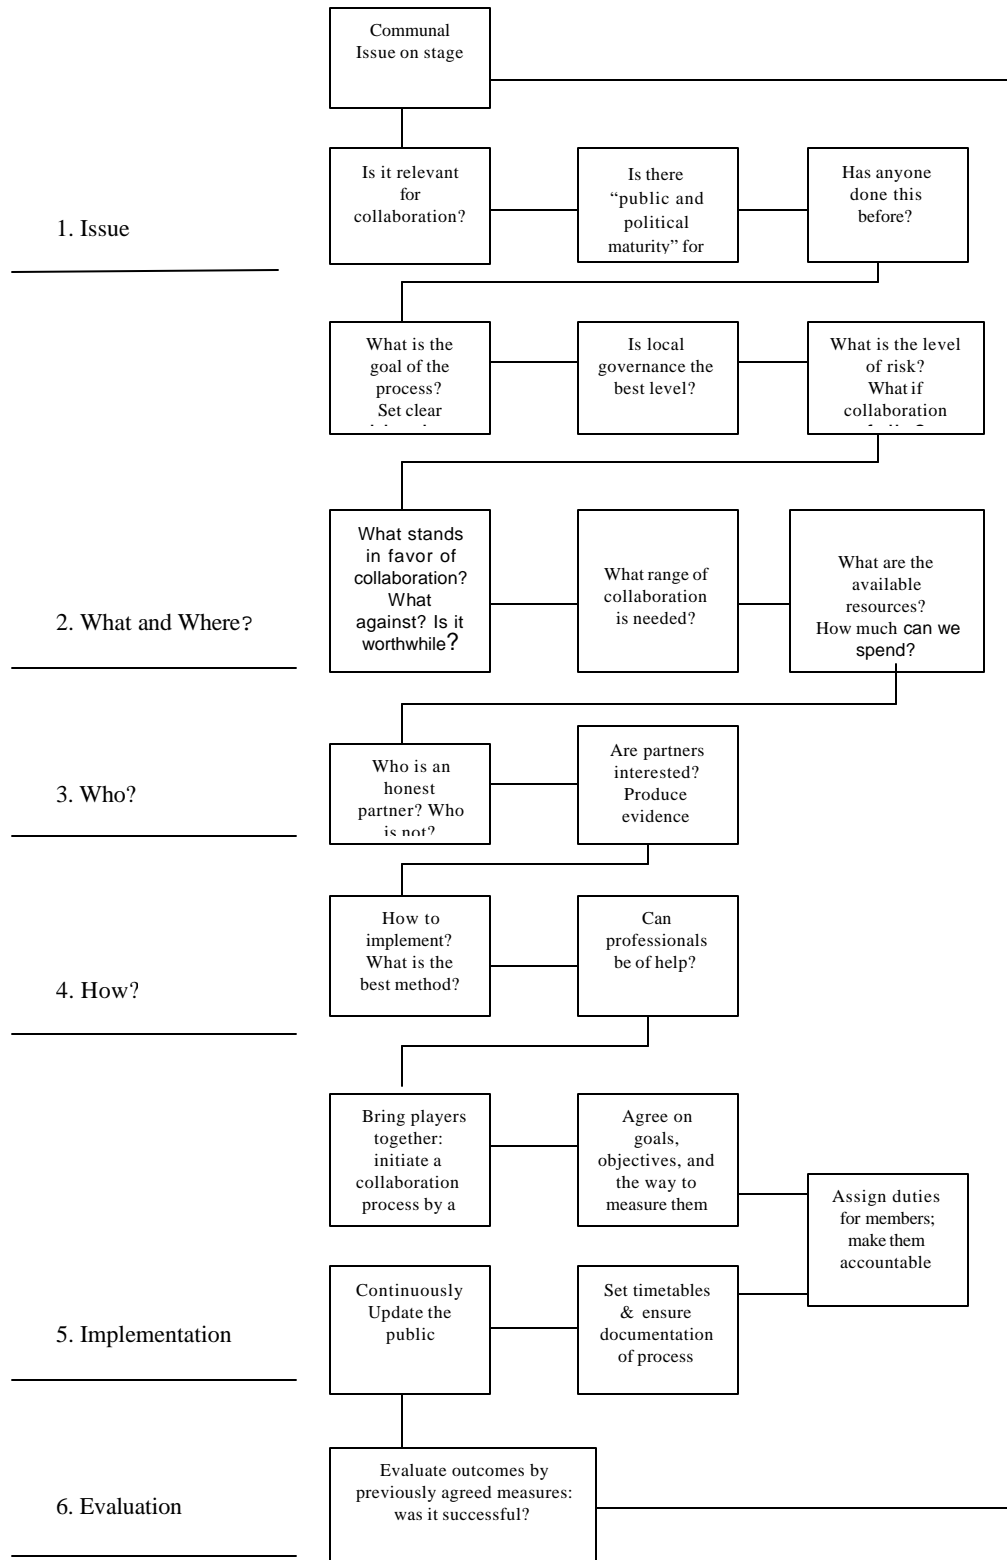 Communal
Issue on stage
1. Issue
Is it relevant
for
collaboration?
Is there
“public and
political
maturity” for
Has anyone
done this
before?
What is the
goal of the
process?
Set clear
Is local
governance the
best level?
What is the level
of risk?
What if
collaboration
2. What and Where?
What stands
in favor of
collaboration?
What
against? Is it
worthwhile?
What range of
collaboration
is needed?
What are the
available
resources?
How much can we
spend?
3. Who?
Who is an
honest
partner? Who
is not?
Are partners
interested?
Produce
evidence
4. How?
How to
implement?
What is the
best method?
Can
professionals
be of help?
Bring players
together:
initiate a
collaboration
process by a
Agree on
goals,
objectives, and
the way to
measure them
Assign duties
for members;
make them
accountable
5. Implementation
Continuously
Update the
public
Set timetables
& ensure
documentation
of process
6. Evaluation
Evaluate outcomes by
previously agreed measures:
was it successful?